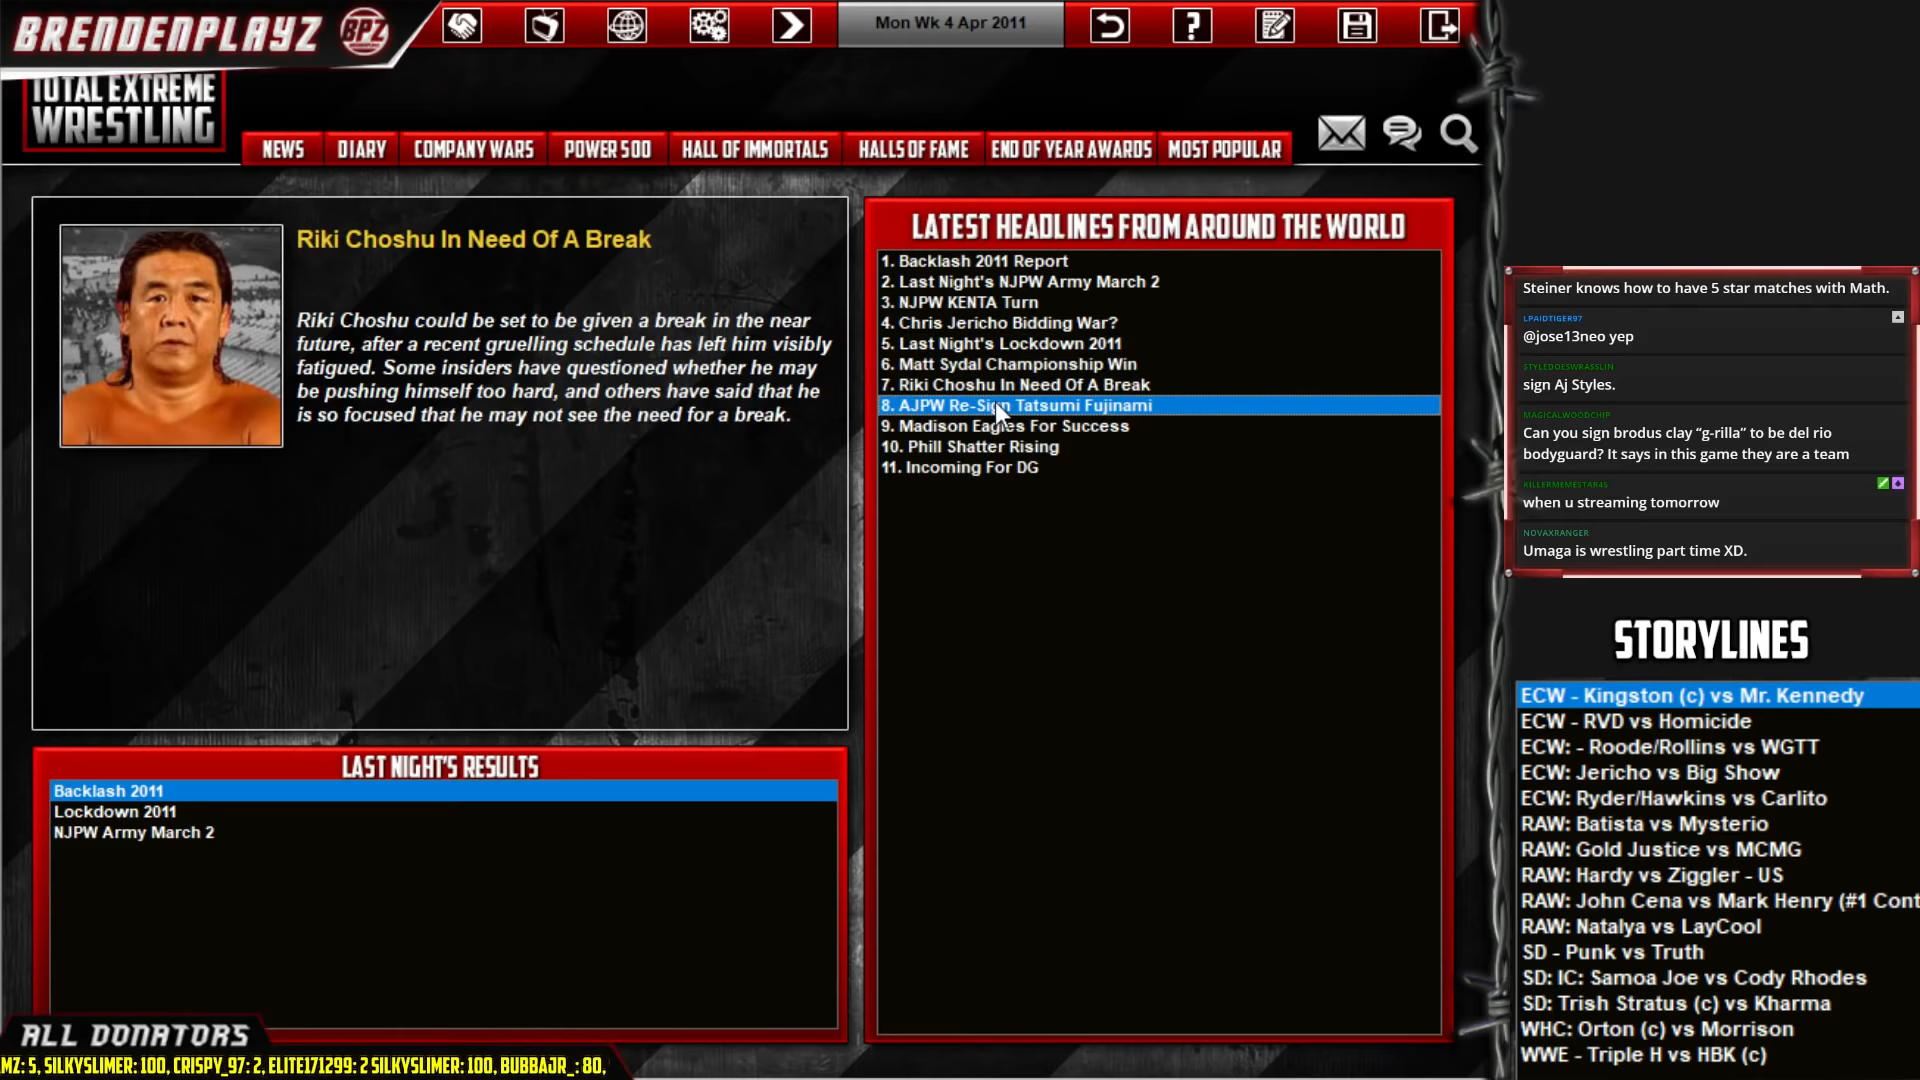 BRENDENPLAYZ BPZ
Mon Wk 4 Apr 2011
?
TOTAL EXTREME
WRESTLING
NEWS
DIARY
COMPANY WARS
POWER 500
HALL OF IMMORTALS
HALLS OF FAME
END OF YEAR AWARDS
MOST POPULAR
Riki Choshu In Need Of A Break
Riki Choshu could be set to be given a break in the near
future, after a recent gruelling schedule has left him visibly
fatigued. Some insiders have questioned whether he may
be pushing himself too hard, and others have said that he
is so focused that he may not see the need for a break.
LAST NIGHT'S RESULTS
Backlash 2011
Lockdown 2011
NJPW Army March 2
LATEST HEADLINES FROM AROUND THE WORLD
1. Backlash 2011 Report
2. Last Night's NJPW Army March 2
3. NJPW KENTA Turn
4. Chris Jericho Bidding War?
5. Last Night's Lockdown 2011
6. Matt Sydal Championship Win
7. Riki Choshu In Need Of A Break
8. AJPW Re-Sign Tatsumi Fujinami
9. Madison Eagles For Success
10. Phill Shatter Rising
11. Incoming For DG
Steiner knows how to have 5 star matches with Math.
LPAIDTIGER97
@jose13neo yep
STYLEDOESWRASSLIN
sign Aj Styles.
MAGICALWOODCHIP
Can you sign brodus clay “g-rilla” to be del rio
bodyguard? It says in this game they are a team
KILLERMEMESTAR45
when u streaming tomorrow
NOVAXRANGER
Umaga is wrestling part time XD.
STORYLINES
ECW - Kingston (c) vs Mr. Kennedy
ECW - RVD vs Homicide
ECW: - Roode/Rollins vs WGTT
ECW: Jericho vs Big Show
ECW: Ryder/Hawkins vs Carlito
RAW: Batista vs Mysterio
RAW: Gold Justice vs MCMG
RAW: Hardy vs Ziggler - US
RAW: John Cena vs Mark Henry (#1 Cont
RAW: Natalya vs LayCool
SD - Punk vs Truth
SD: IC: Samoa Joe vs Cody Rhodes
SD: Trish Stratus (c) vs Kharma
WHC: Orton (c) vs Morrison
WWE - Triple H vs HBK (c)
ALL DONATORS
MZ: 5, SILKYSLIMER: 100, CRISPY_97: 2, ELITE171299: 2 SILKYSLIMER: 100, BUBBAJR_: 80,